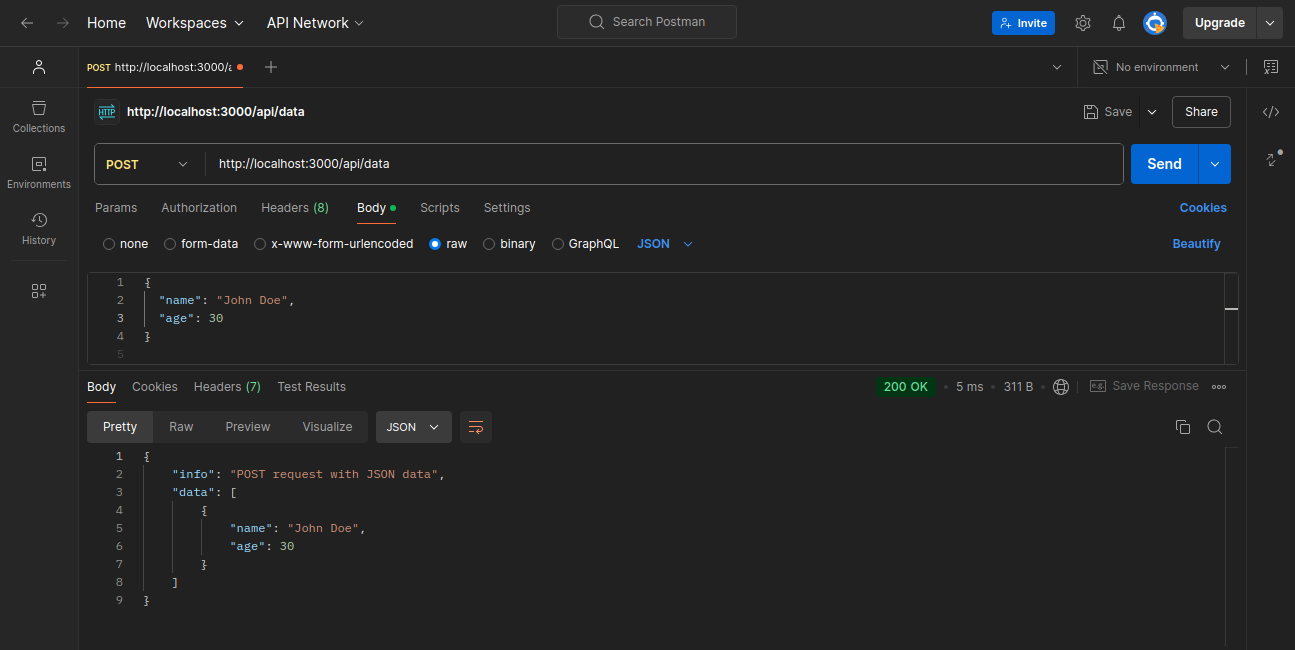 Home Workspaces API Network Search Postman Invite Upgrade
POST http://localhost:3000/a No environment
http://localhost:3000/api/data Save Share
Collections
Environments
History
POST http://localhost:3000/api/data Send
Params Authorization Headers (8) Body Scripts Settings Cookies
none form-data x-www-form-urlencoded raw binary GraphQL JSON Beautify
1 {
2 "name": "John Doe",
3 "age": 30
4 }
5
Body Cookies Headers (7) Test Results 200 OK 5 ms 311 B e.g. Save Response
Pretty Raw Preview Visualize JSON
1 {
2 "info": "POST request with JSON data",
3 "data": [
4 {
5 "name": "John Doe",
6 "age": 30
7 }
8 ]
9 }